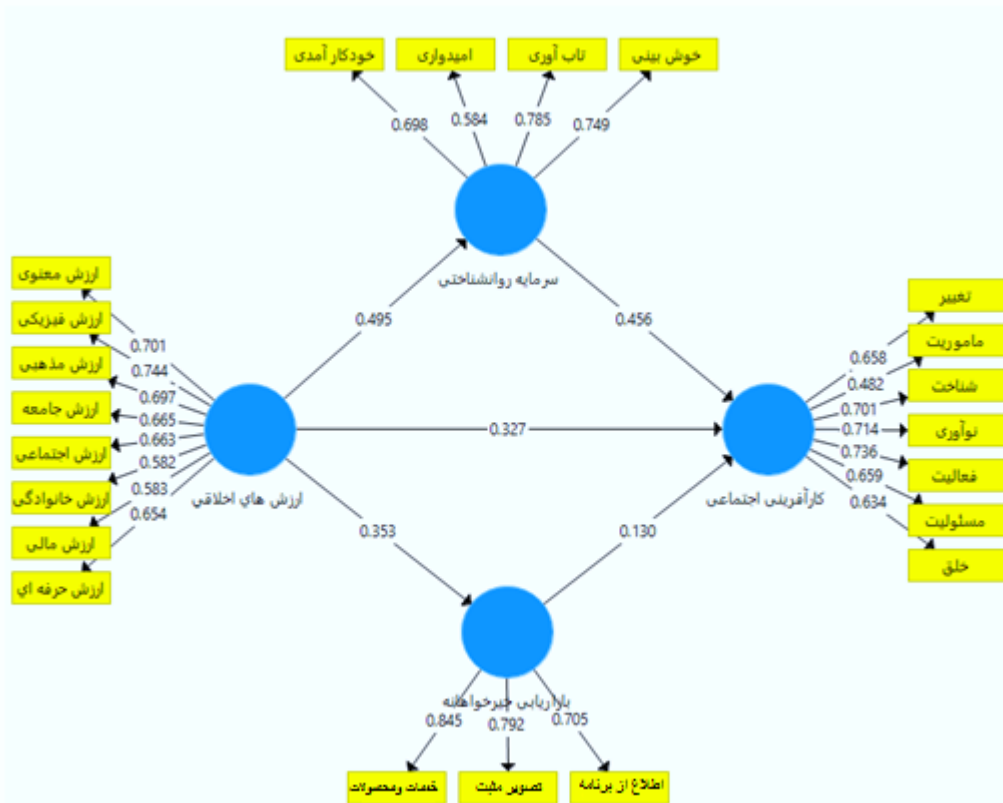 خودکار آمدی
امیدواری
تاب آوری
خوش بینی
0.698
0.584
0.785
0.749
سرمایه روانشناختی
ارزش معنوی
ارزش فیزیکی
ارزش مذهبی
ارزش جامعه
ارزش اجتماعی
ارزش خانوادگی
ارزش مالی
ارزش حرفه اي
0.701
0.744
0.697
0.665
0.663
0.582
0.583
0.654
ارزش هاي اخلاقي
0.495
0.456
0.327
0.353
0.130
تغییر
ماموریت
شناخت
نوآوری
فعالیت
مسئولیت
خلق
0.658
0.482
0.701
0.714
0.736
0.659
0.634
کارآفرینی اجتماعی
بازاریابی خیرخواهانه
0.845
0.792
0.705
خدمات ومحصولات
تصویر مثبت
اطلاع از برنامه